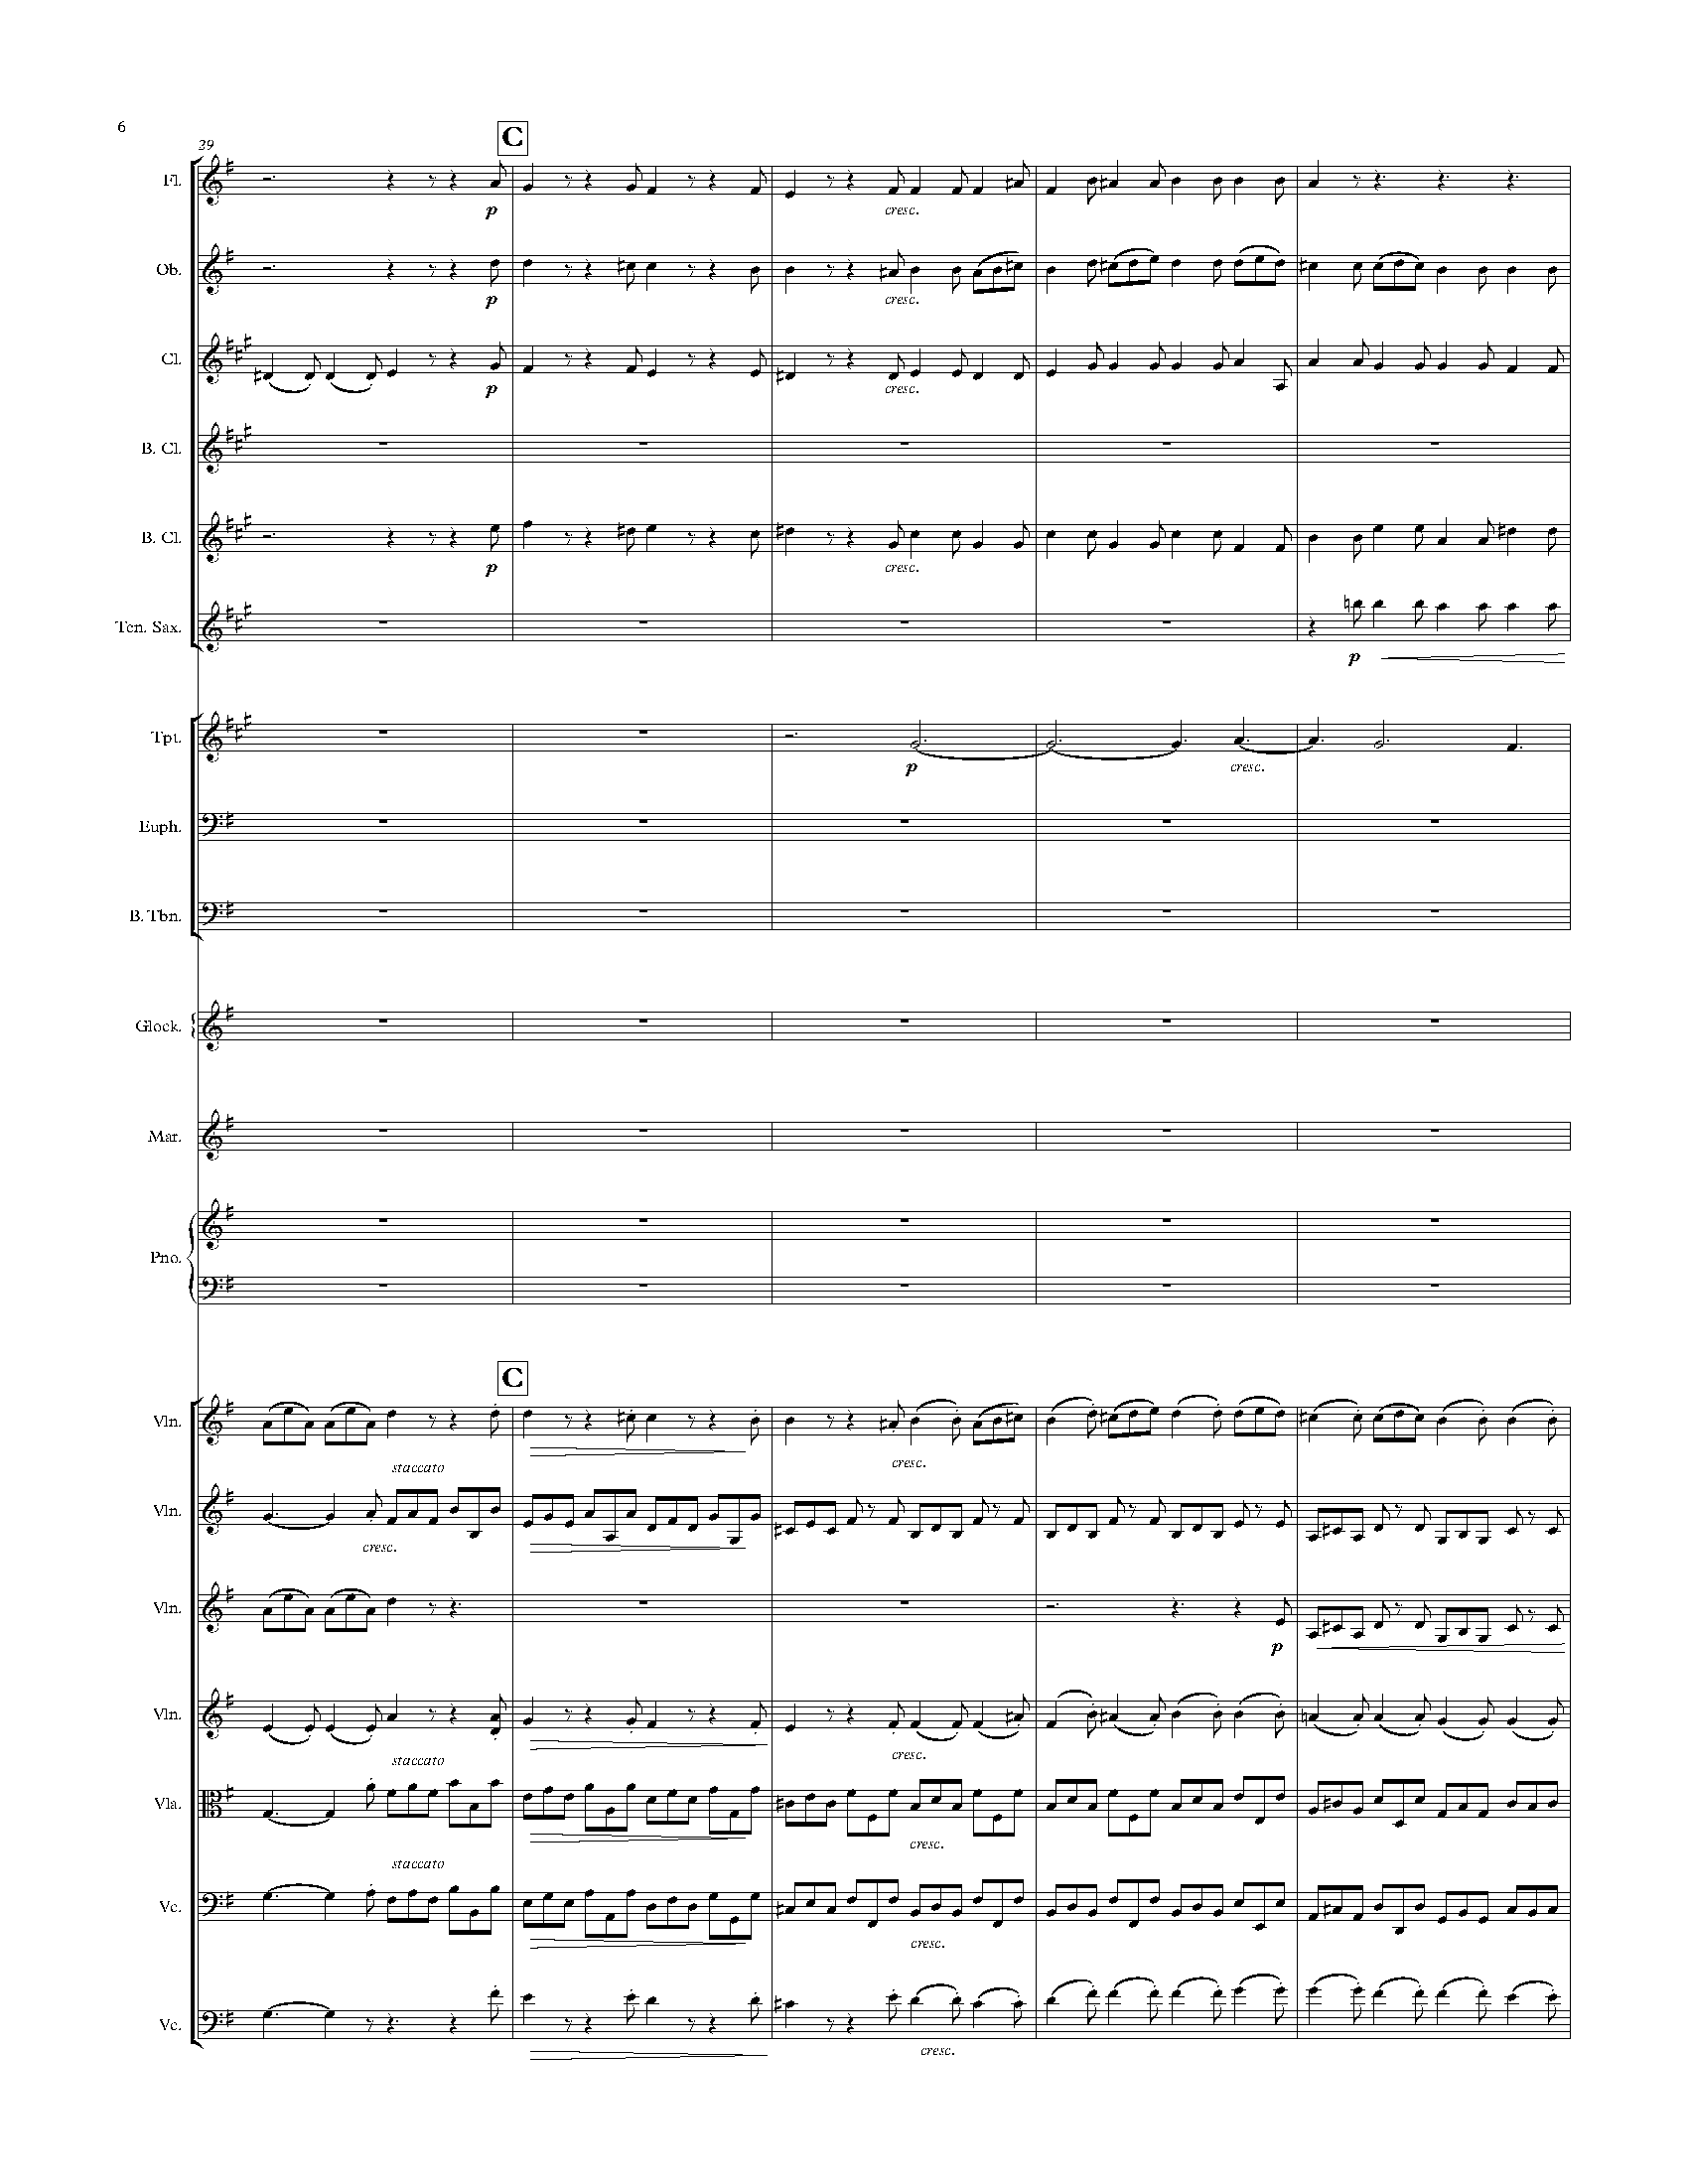 6
39
C
Fl.
p
cresc.
Ob.
p
cresc.
Cl.
p
cresc.
B. Cl.
B. Cl.
p
cresc.
Ten. Sax.
p
Tpt.
p
cresc.
Euph.
B. Tbn.
Glock.
Mar.
Pno.
C
Vln.
cresc.
staccato
Vln.
cresc.
Vln.
p
Vln.
cresc.
staccato
Vla.
cresc.
staccato
Vc.
cresc.
Vc.
cresc.